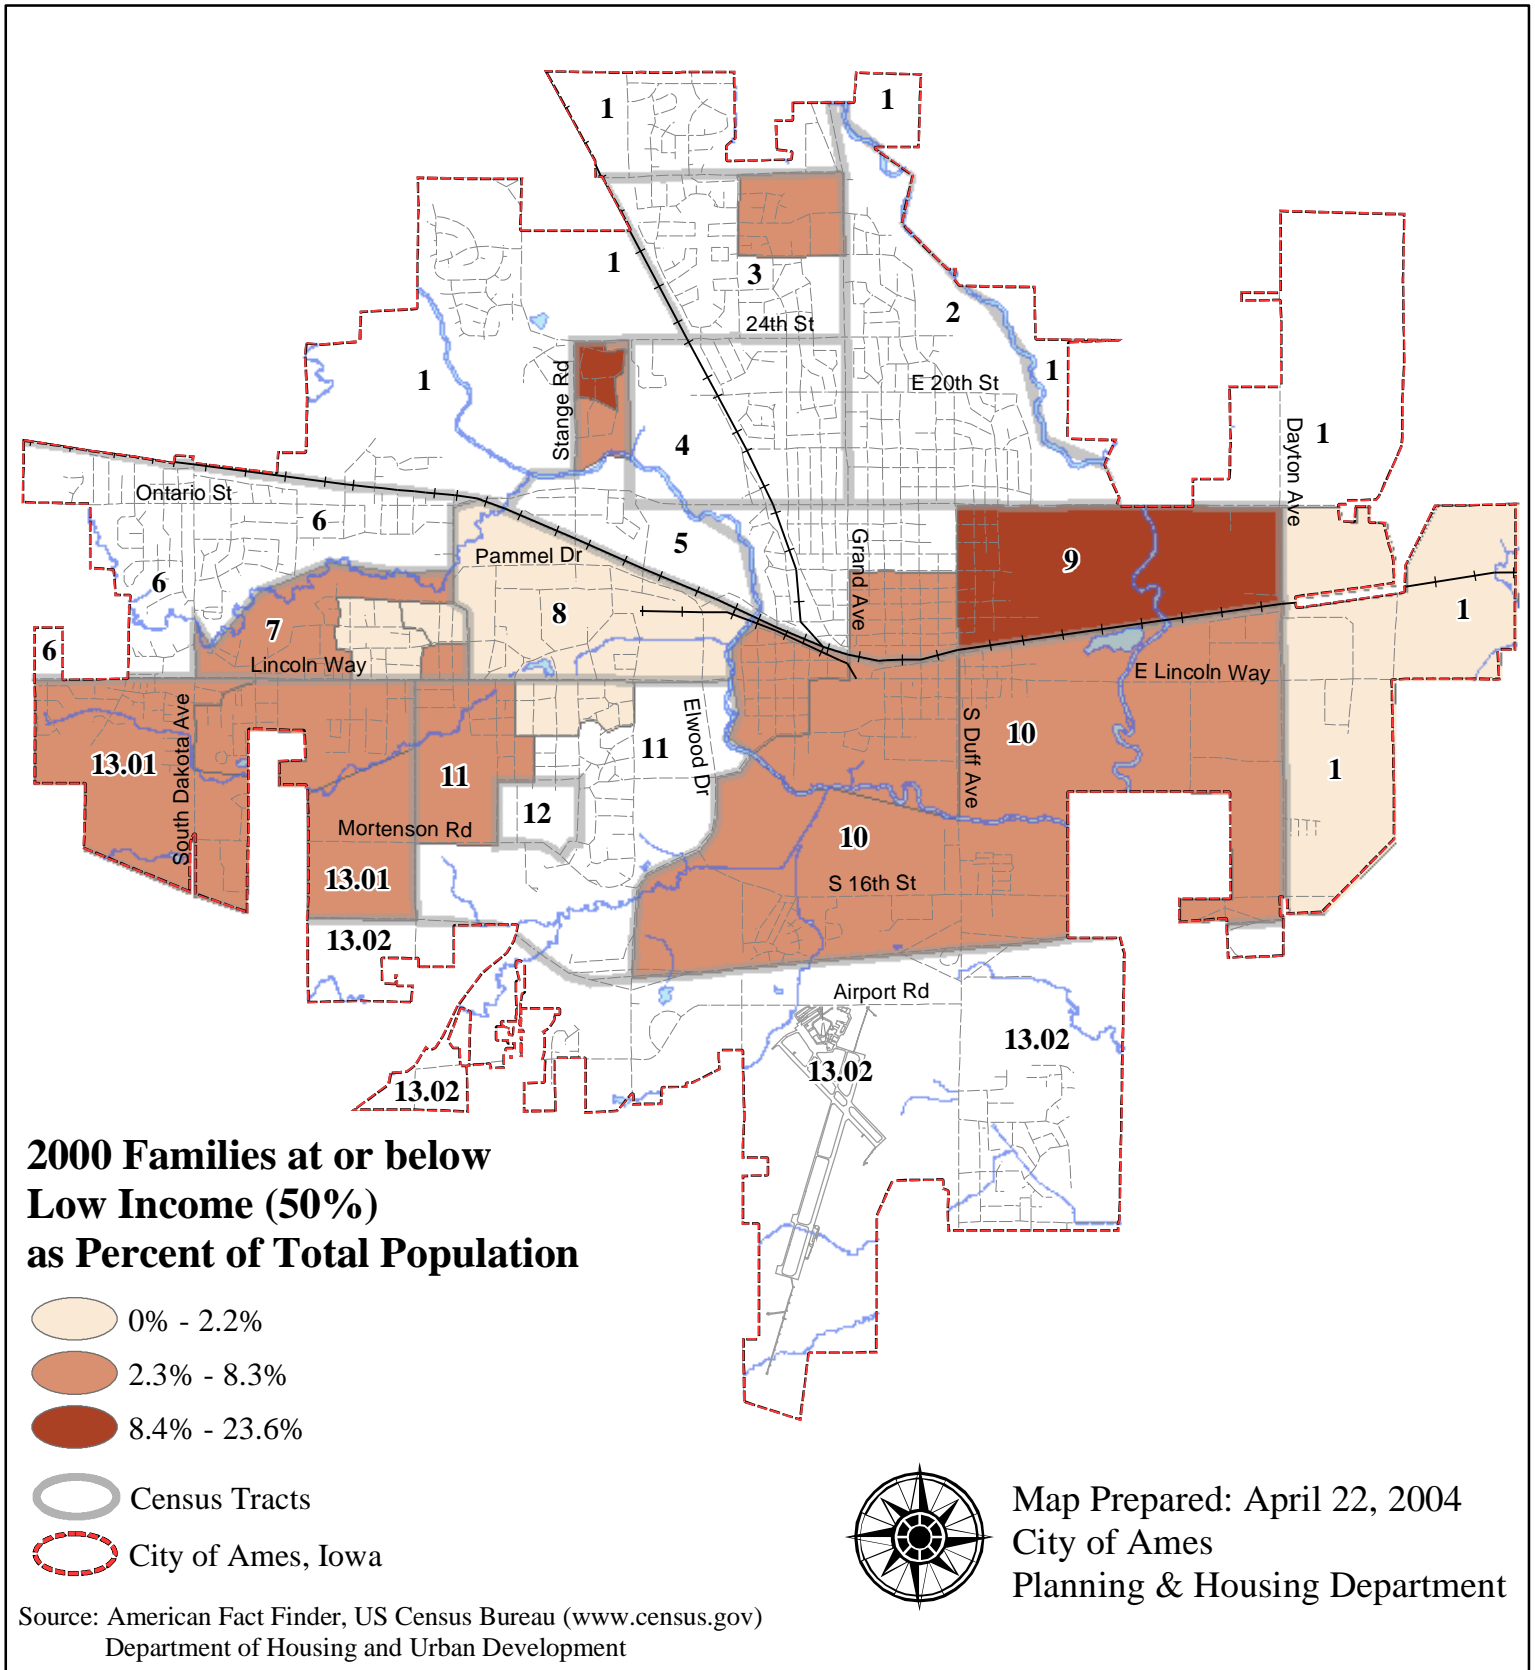 1
1
1
3
2
24th St
E 20th St
1
1
Stange Rd
4
Dayton Ave
1
Ontario St
6
5
Pammel Dr
Grand Ave
9
6
8
1
7
6
Lincoln Way
E Lincoln Way
South Dakota Ave
13.01
11
Elwood Dr
11
S Duff Ave
10
1
12
Mortenson Rd
10
13.01
S 16th St
13.02
Airport Rd
13.02
13.02
13.02
2000 Families at or below
Low Income (50%)
as Percent of Total Population
0% - 2.2%
2.3% - 8.3%
8.4% - 23.6%
Census Tracts
City of Ames, Iowa
Map Prepared: April 22, 2004
City of Ames
Planning & Housing Department
Source: American Fact Finder, US Census Bureau (www.census.gov)
Department of Housing and Urban Development